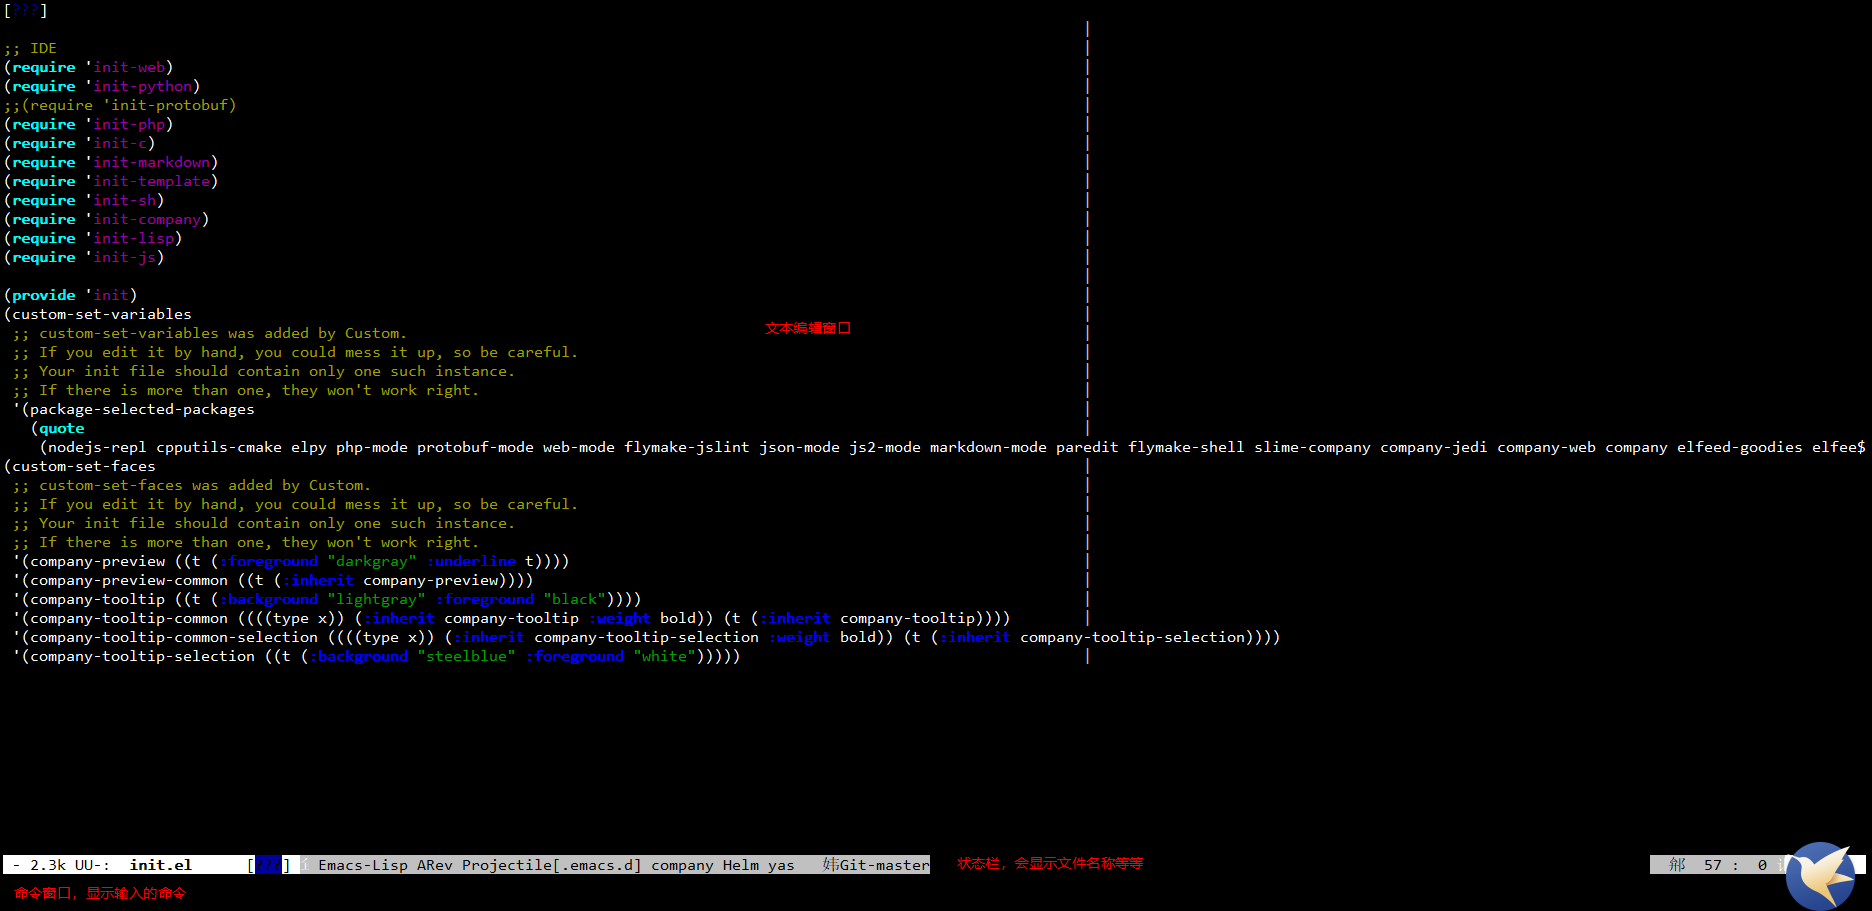 [???]
;; IDE
(require 'init-web)
(require 'init-python)
;;(require 'init-protobuf)
(require 'init-php)
(require 'init-c)
(require 'init-markdown)
(require 'init-template)
(require 'init-sh)
(require 'init-company)
(require 'init-lisp)
(require 'init-js)
(provide 'init)
(custom-set-variables
;; custom-set-variables was added by Custom.
文本编辑窗口
;; If you edit it by hand, you could mess it up, so be careful.
;; Your init file should contain only one such instance.
;; If there is more than one, they won't work right.
'(package-selected-packages
(quote
(nodejs-repl cpputils-cmake elpy php-mode protobuf-mode web-mode flymake-jslint json-mode js2-mode markdown-mode paredit flymake-shell slime-company company-jedi company-web company elfeed-goodies elfee$
(custom-set-faces
;; custom-set-faces was added by Custom.
;; If you edit it by hand, you could mess it up, so be careful.
;; Your init file should contain only one such instance.
;; If there is more than one, they won't work right.
'(company-preview ((t (:foreground "darkgray" :underline t))))
'(company-preview-common ((t (:inherit company-preview))))
'(company-tooltip ((t (:background "lightgray" :foreground "black"))))
'(company-tooltip-common ((((type x)) (:inherit company-tooltip :weight bold)) (t (:inherit company-tooltip))))
'(company-tooltip-common-selection ((((type x)) (:inherit company-tooltip-selection :weight bold)) (t (:inherit company-tooltip-selection))))
'(company-tooltip-selection ((t (:background "steelblue" :foreground "white")))))
- 2.3k UU-: init.el [???] Emacs-Lisp ARev Projectile[.emacs.d] company Helm yas Git-master 状态栏，会显示文件名称等等 57 : 0
命令窗口，显示输入的命令